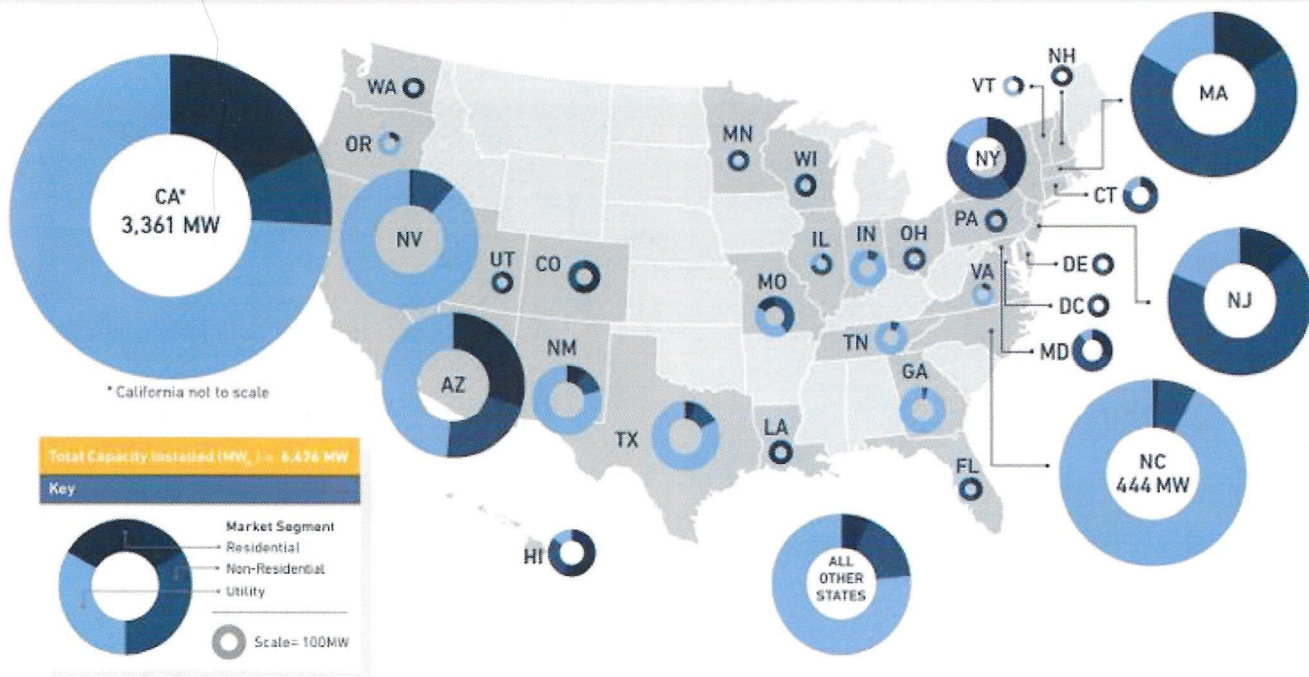 CA*
3,361 MW
* California not to scale
WA
OR
NV
UT
CO
AZ
NM
TX
MN
WI
IL
IN
OH
MO
TN
GA
LA
FL
HI
VT
NH
MA
NY
CT
PA
NJ
VA
DE
DC
MD
NC
444 MW
ALL
OTHER
STATES
Key
Market Segment
Residential
Non-Residential
Utility
Scale= 100MW